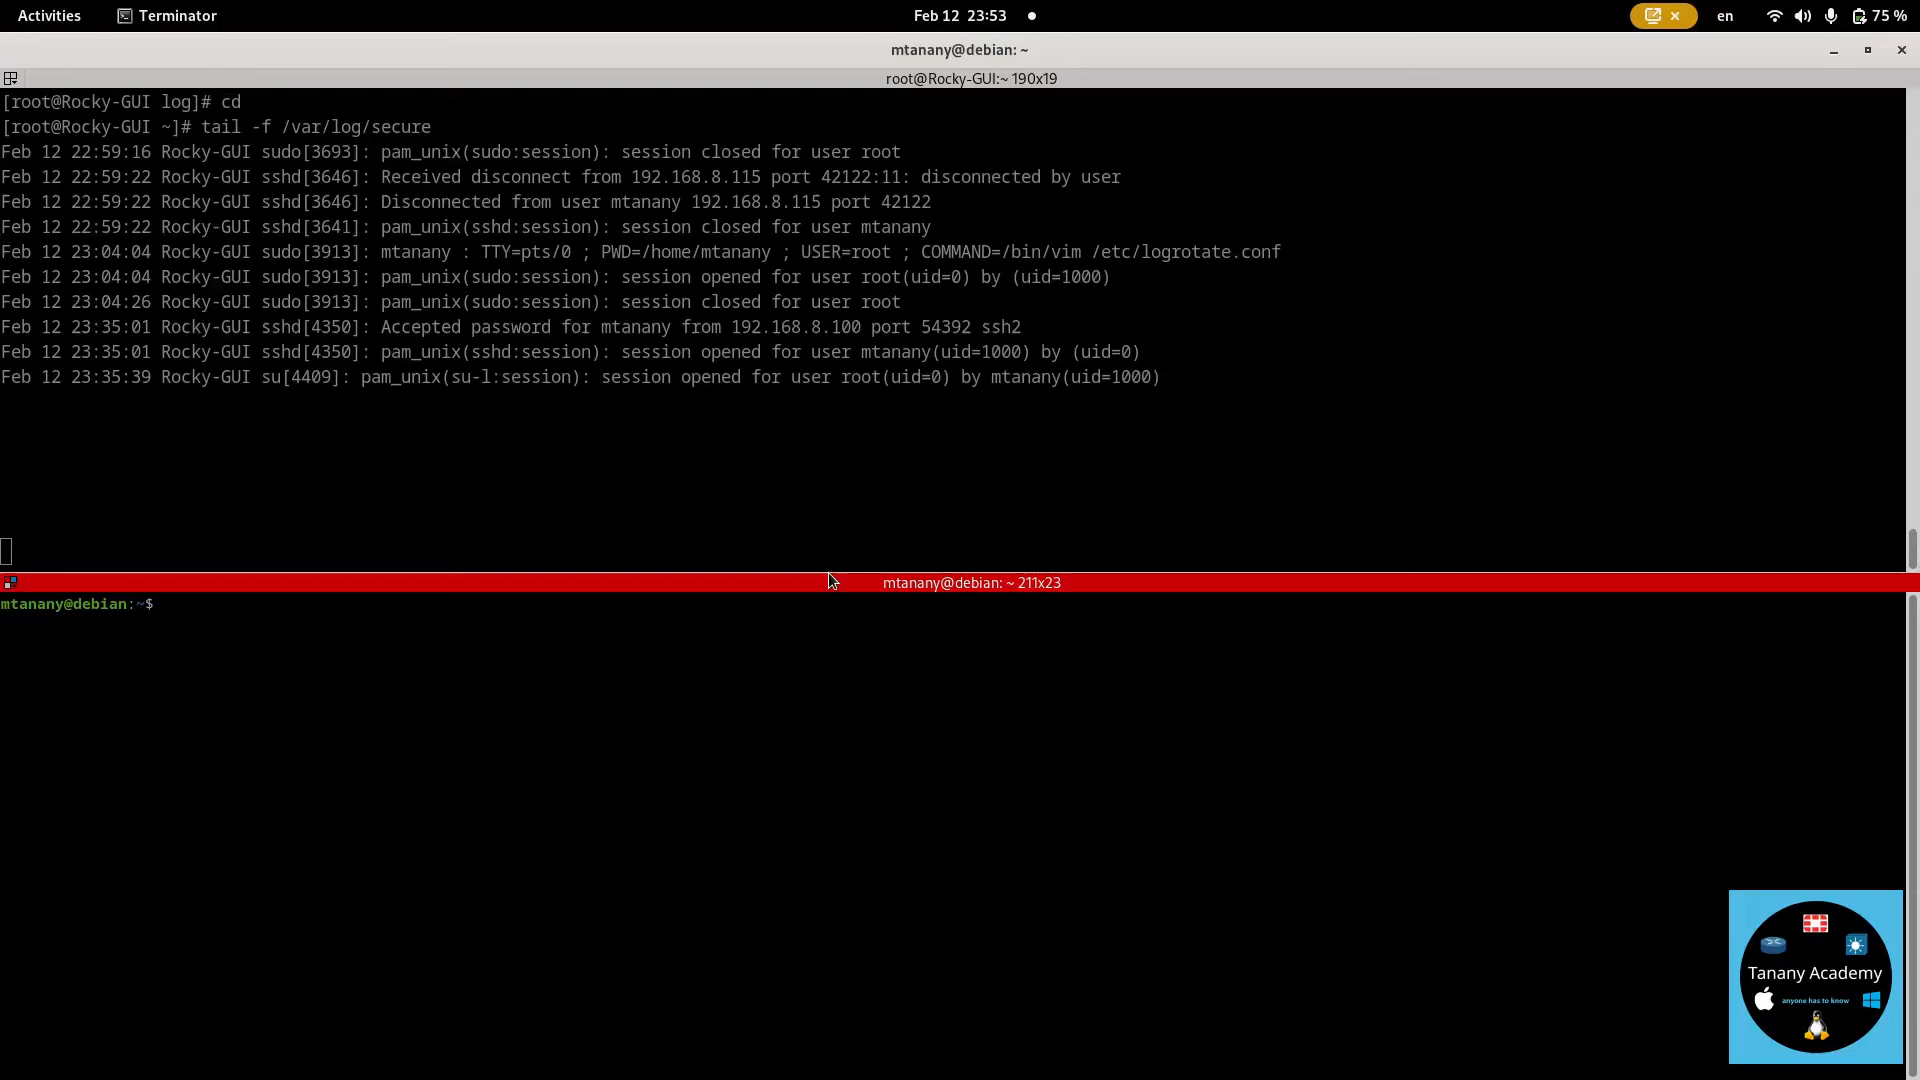 Activities Terminator Feb 12 23:53 en 75 %
mtanany@debian: ~
root@Rocky-GUI:~ 190x19
[root@Rocky-GUI log]# cd
[root@Rocky-GUI ~]# tail -f /var/log/secure
Feb 12 22:59:16 Rocky-GUI sudo[3693]: pam_unix(sudo:session): session closed for user root
Feb 12 22:59:22 Rocky-GUI sshd[3646]: Received disconnect from 192.168.8.115 port 42122:11: disconnected by user
Feb 12 22:59:22 Rocky-GUI sshd[3646]: Disconnected from user mtanany 192.168.8.115 port 42122
Feb 12 22:59:22 Rocky-GUI sshd[3641]: pam_unix(sshd:session): session closed for user mtanany
Feb 12 23:04:04 Rocky-GUI sudo[3913]: mtanany : TTY=pts/0 ; PWD=/home/mtanany ; USER=root ; COMMAND=/bin/vim /etc/logrotate.conf
Feb 12 23:04:04 Rocky-GUI sudo[3913]: pam_unix(sudo:session): session opened for user root(uid=0) by (uid=1000)
Feb 12 23:04:26 Rocky-GUI sudo[3913]: pam_unix(sudo:session): session closed for user root
Feb 12 23:35:01 Rocky-GUI sshd[4350]: Accepted password for mtanany from 192.168.8.100 port 54392 ssh2
Feb 12 23:35:01 Rocky-GUI sshd[4350]: pam_unix(sshd:session): session opened for user mtanany(uid=1000) by (uid=0)
Feb 12 23:35:39 Rocky-GUI su[4409]: pam_unix(su-l:session): session opened for user root(uid=0) by mtanany(uid=1000)
mtanany@debian: ~ 211x23
mtanany@debian:~$
Tanany Academy
anyone has to know